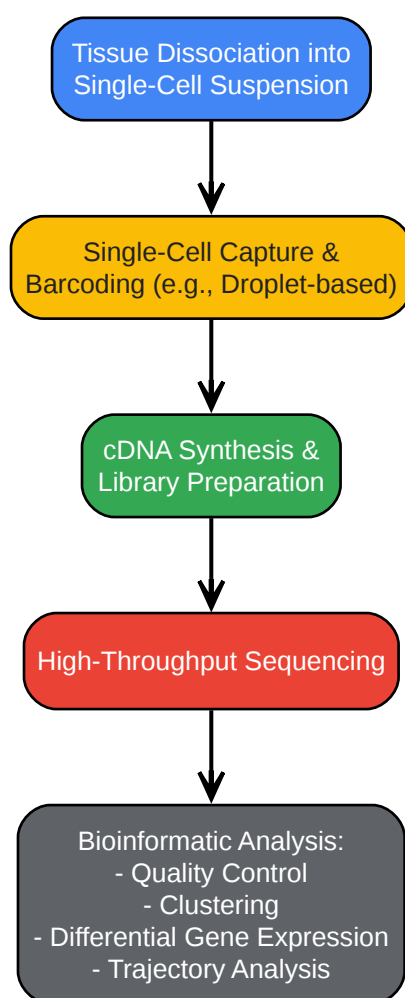 Tissue Dissociation into
Single-Cell Suspension
Single-Cell Capture &
Barcoding (e.g., Droplet-based)
cDNA Synthesis &
Library Preparation
High-Throughput Sequencing
Bioinformatic Analysis:
- Quality Control
- Clustering
- Differential Gene Expression
- Trajectory Analysis